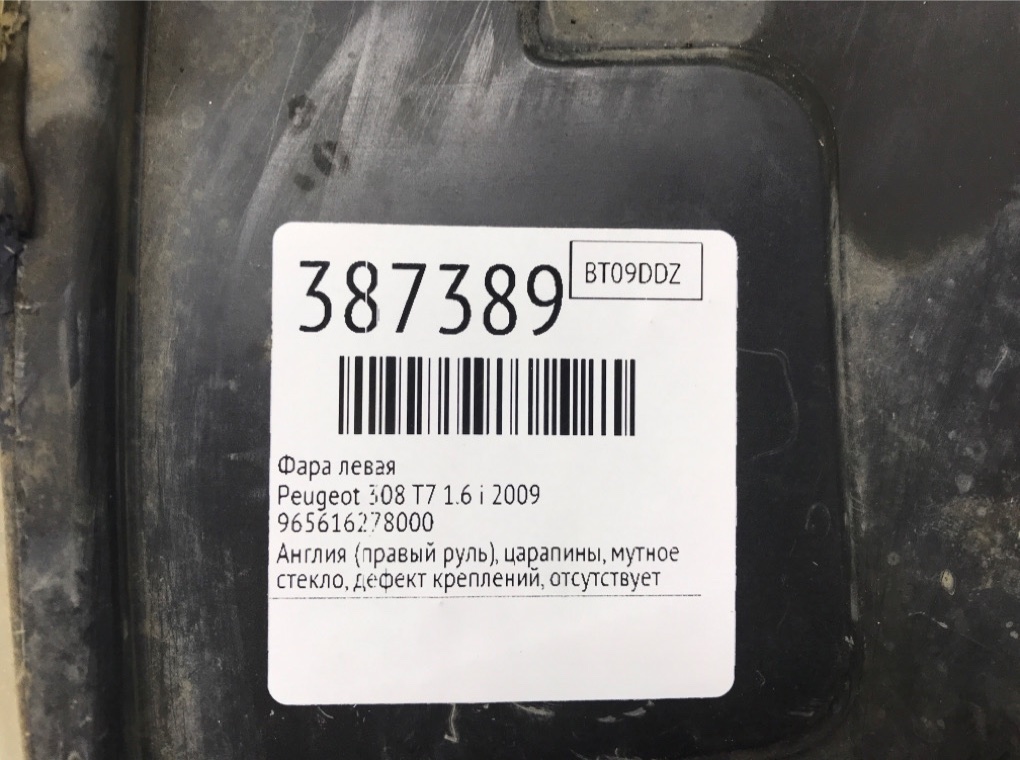 387389
BT09DDZ
Фара левая
Peugeot 308 T7 1.6 i 2009
965616278000
Англия (правый руль), царапины, мутное
стекло, дефект креплений, отсутствует